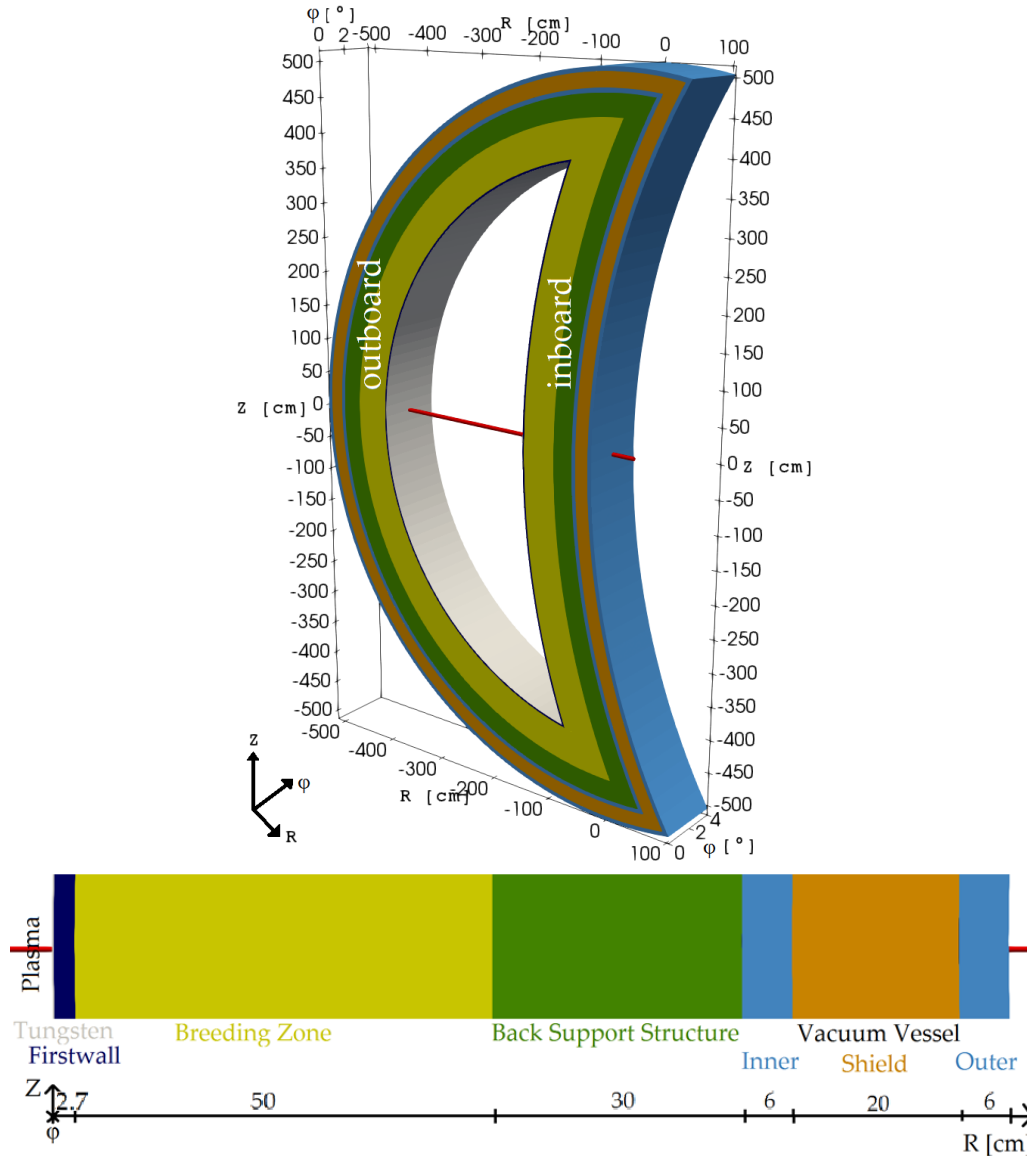 φ[°]
R [cm]
0 2 -500 -400 -300 -200 -100 0 100
500
450
400
350
300
250
200
150
100
50
0
-50
-100
-150
-200
-250
-300
-350
-400
-450
-500
Z [cm]
outboard
inboard
500
450
400
350
300
250
200
150
100
50
0
-50
-100
-150
-200
-250
-300
-350
-400
-450
-500
Z [cm]
-500
-400
-300
-200
-100
0
100
R [cm]
0 2 4
φ[°]
Z
φ
R
Plasma
Tungsten
Firstwall
Breeding Zone
Back Support Structure
Vacuum Vessel
Inner
Shield
Outer
Z
φ
2.7 50 30 6 20 6
R [cm]